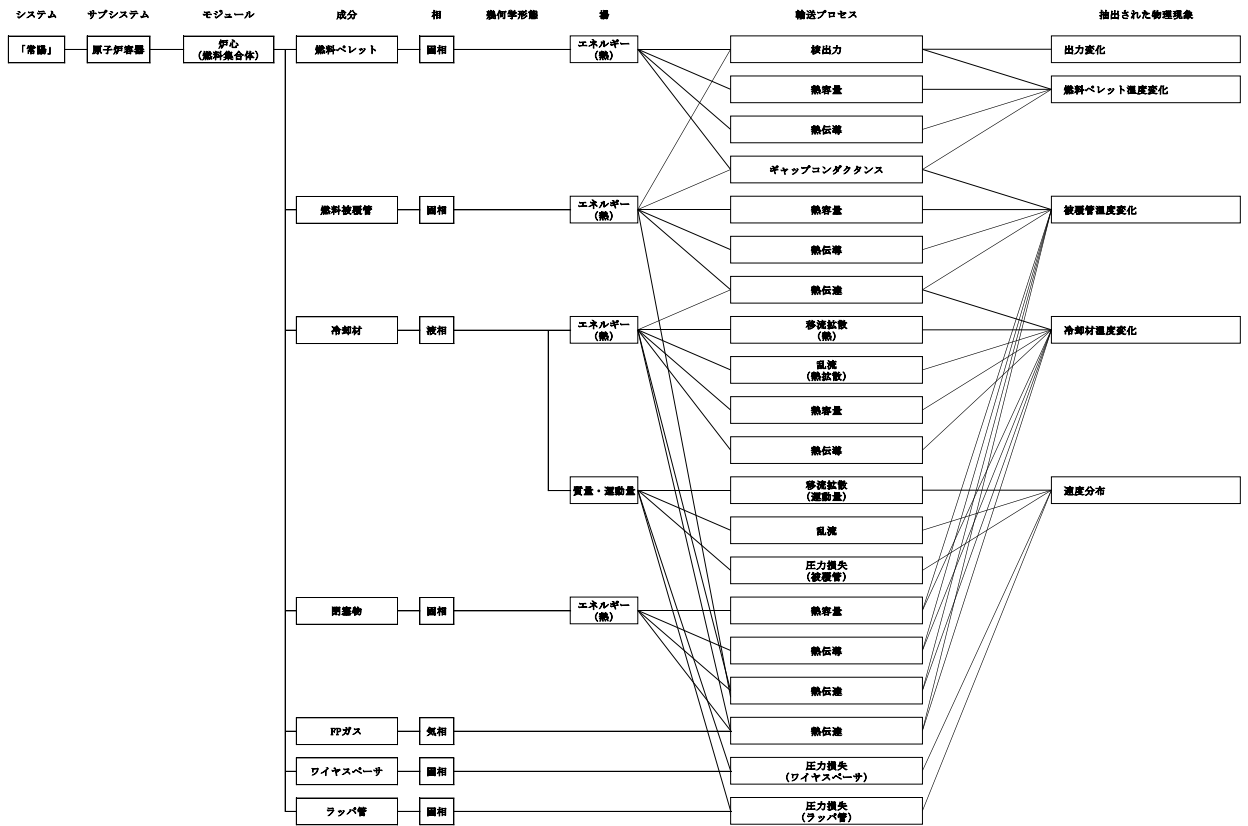 システム サブシステム モジュール 成分 相 幾何学形態 場 輸送プロセス 抽出された物理現象
「常陽」 原子炉容器 炉心
(燃料集合体) 燃料ペレット 固相 エネルギー
(熱) 核出力 出力変化
熱容量 燃料ペレット温度変化
熱伝導
ギャップコンダクタンス
燃料被覆管 固相 エネルギー
(熱) 熱容量 被覆管温度変化
熱伝導
熱伝達
冷却材 液相 エネルギー
(熱) 移流拡散
(熱) 冷却材温度変化
乱流
(熱拡散)
熱容量
熱伝導
質量・運動量 移流拡散
(運動量) 速度分布
乱流
圧力損失
(被覆管)
閉塞物 固相 エネルギー
(熱) 熱容量
熱伝導
熱伝達
FPガス 気相 熱伝達
ワイヤスペーサ 固相 圧力損失
(ワイヤスペーサ)
ラッパ管 固相 圧力損失
(ラッパ管)